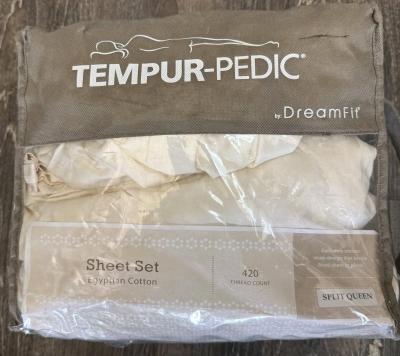 TEMPUR-PEDIC®
by DreamFit®
Sheet Set
Egyptian Cotton
420
THREAD COUNT
SPLIT QUEEN